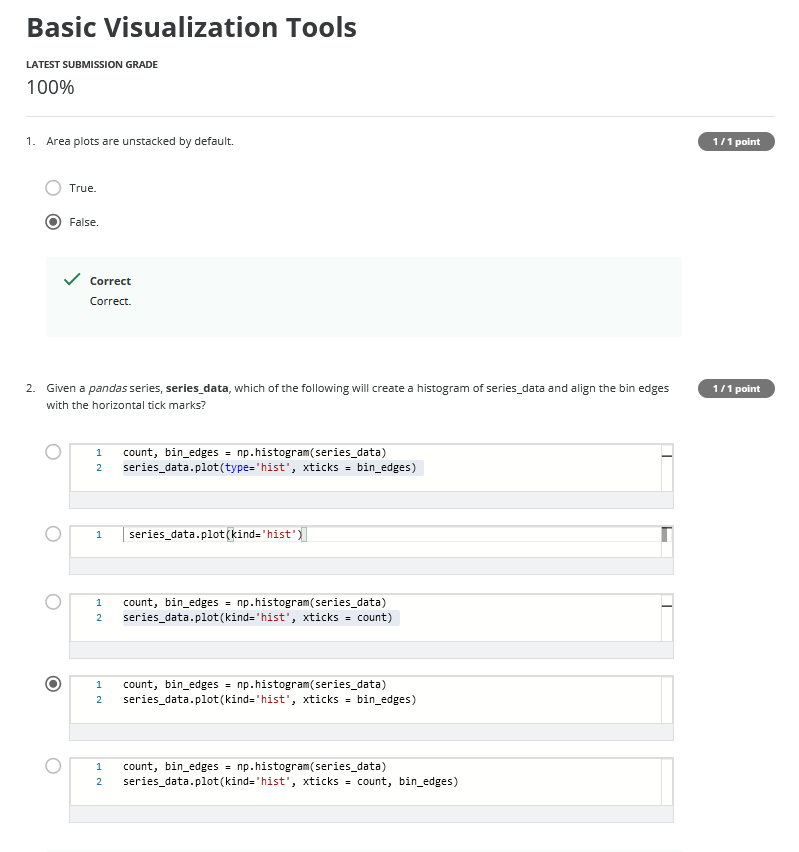 Basic Visualization Tools
LATEST SUBMISSION GRADE
100%
1. Area plots are unstacked by default.
1 / 1 point
True.
False.
Correct
Correct.
2. Given a pandas series, series_data, which of the following will create a histogram of series_data and align the bin edges
with the horizontal tick marks?
1 / 1 point
1 count, bin_edges = np.histogram(series_data)
2 series_data.plot(type='hist', xticks = bin_edges)
1 series_data.plot(kind='hist')
1 count, bin_edges = np.histogram(series_data)
2 series_data.plot(kind='hist', xticks = count)
1 count, bin_edges = np.histogram(series_data)
2 series_data.plot(kind='hist', xticks = bin_edges)
1 count, bin_edges = np.histogram(series_data)
2 series_data.plot(kind='hist', xticks = count, bin_edges)